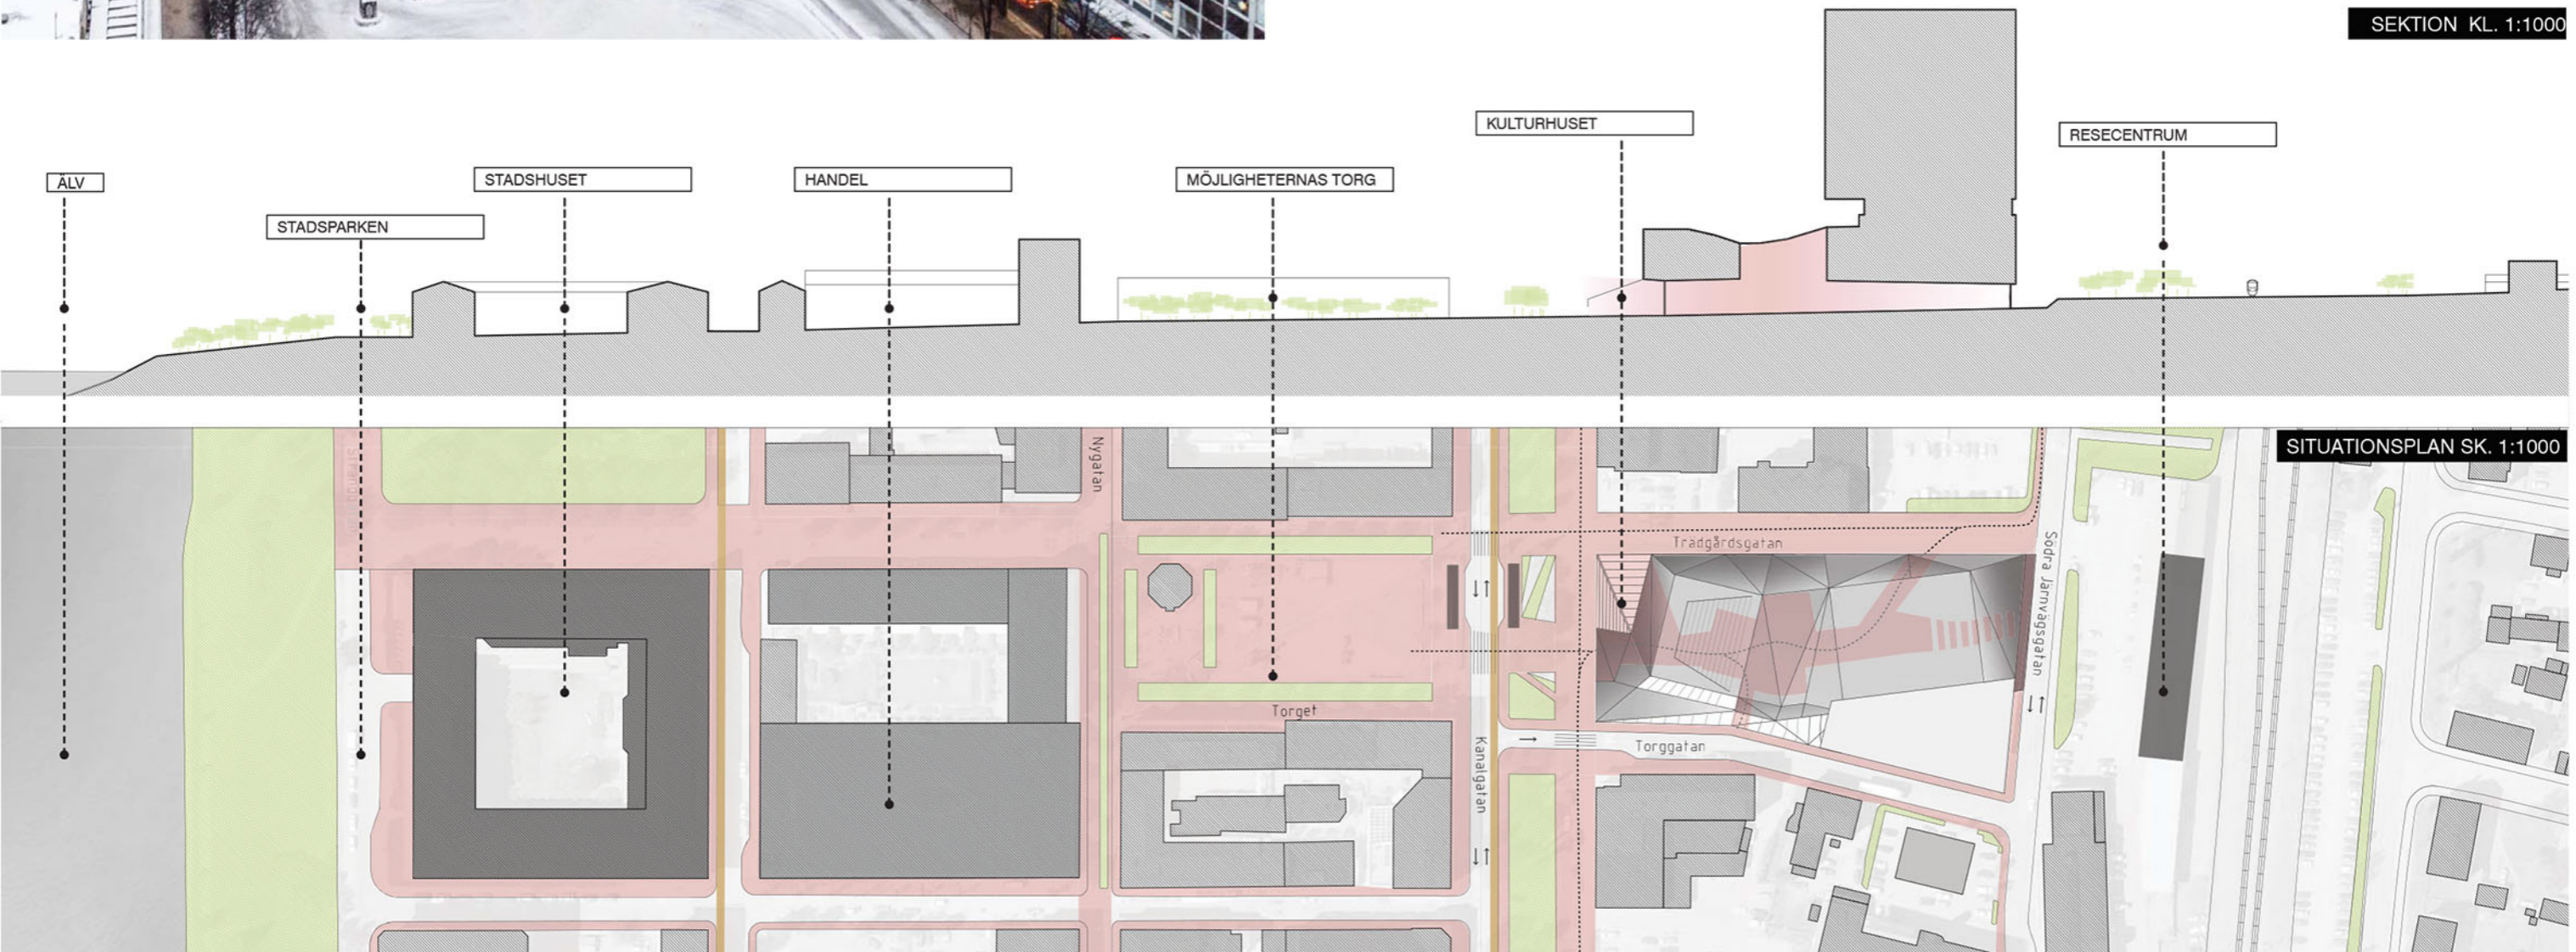 SEKTION KL. 1:1000
KULTURHUSET
RESECENTRUM
ÄLV
STADSHUSET
HANDEL
MÖJLIGHETERNAS TORG
STADSPARKEN
SITUATIONSPLAN SK. 1:1000
Nygatan
Trädgårdsgatan
Södra Järnvägsgatan
Torget
Kanalgatan
Torggatan